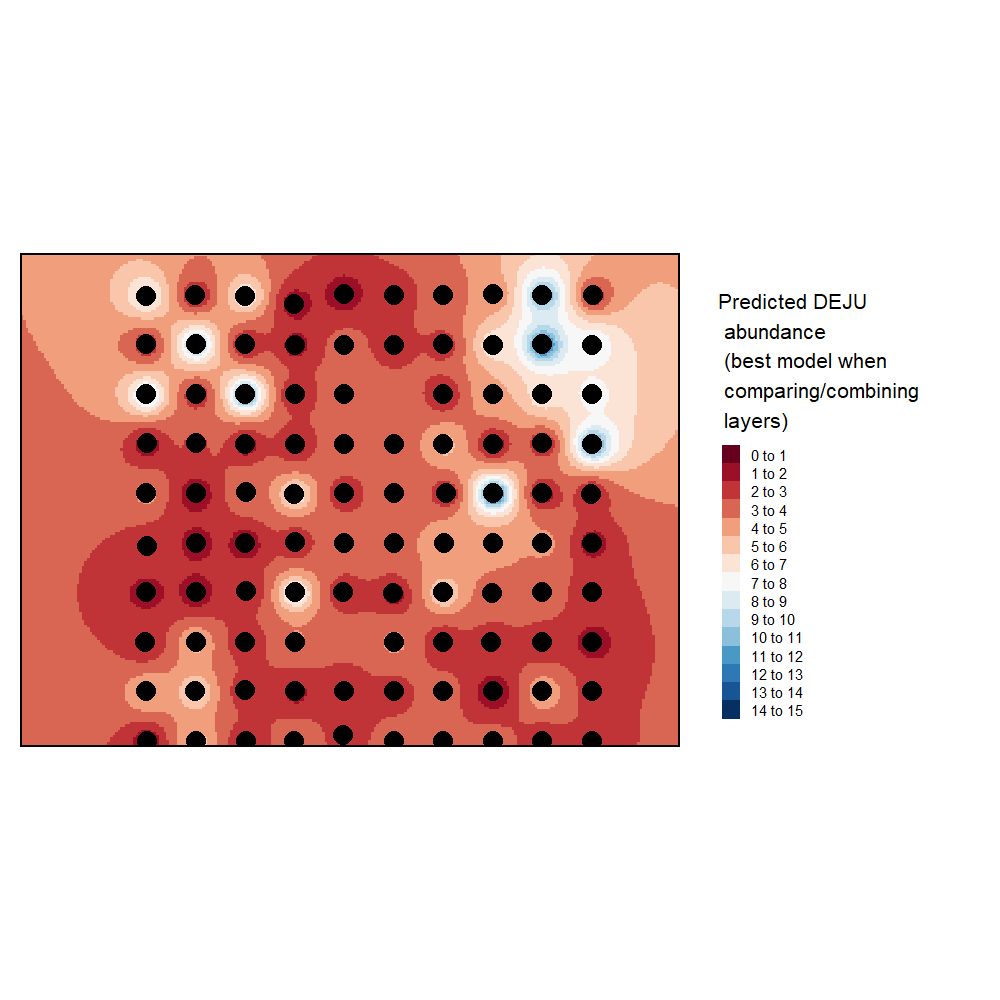 Predicted DEJU
abundance
(best model when
comparing/combining
layers)
0 to 1
1 to 2
2 to 3
3 to 4
4 to 5
5 to 6
6 to 7
7 to 8
8 to 9
9 to 10
10 to 11
11 to 12
12 to 13
13 to 14
14 to 15